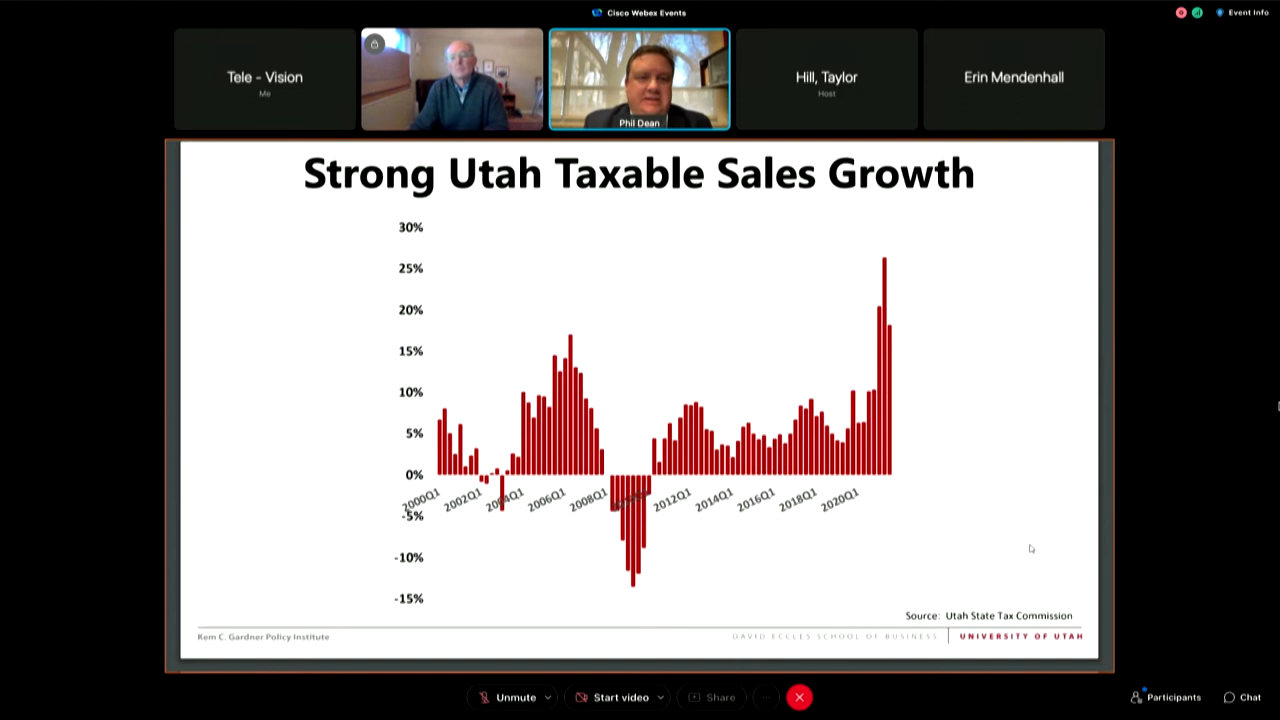 Cisco Webex Events
Event Info
Tele - Vision
Me
Phil Dean
Hill, Taylor
Host
Erin Mendenhall
Strong Utah Taxable Sales Growth
30%
25%
20%
15%
10%
5%
0%
-5%
-10%
-15%
2000Q1
2002Q1
2004Q1
2006Q1
2008Q1
2012Q1
2014Q1
2016Q1
2018Q1
2020Q1
Source: Utah State Tax Commission
Kem C. Gardner Policy Institute
DAVID ECCLES SCHOOL OF BUSINESS
UNIVERSITY OF UTAH
Unmute
Start video
Share
Participants
Chat